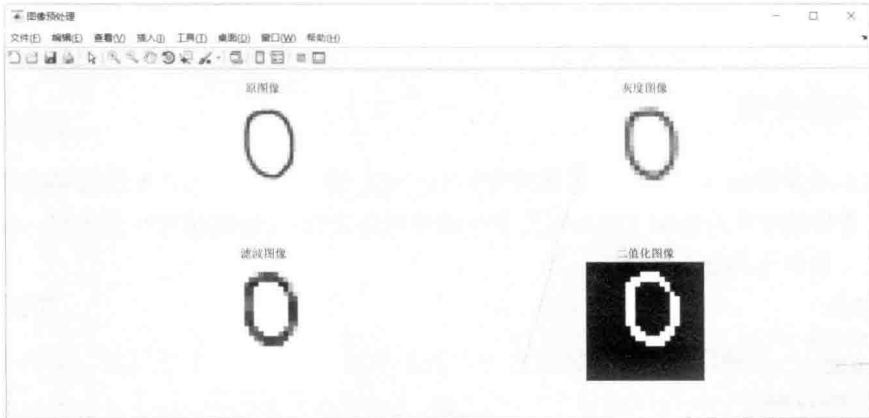 图像预处理
文件(F) 编辑(E) 查看(V) 插入(I) 工具(T) 桌面(D) 窗口(W) 帮助(H)
原图像 灰度图像
滤波图像 二值化图像